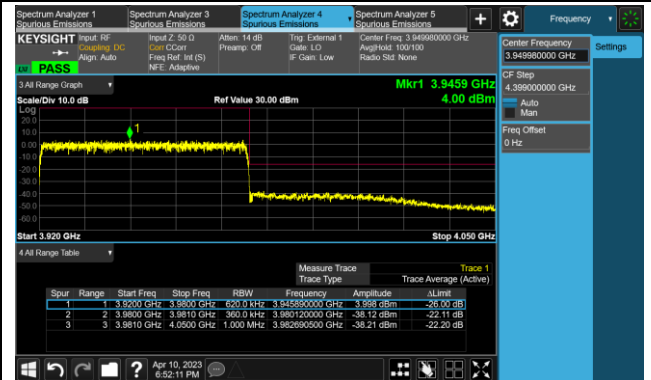 Spectrum Analyzer 1
Spurious Emissions
Spectrum Analyzer 3
Spurious Emissions
Spectrum Analyzer 4
Spurious Emissions
Spectrum Analyzer 5
Spurious Emissions
+
Frequency
KEYSIGHT
Input: RF
Coupling: DC
Align: Auto
Input Z: 50 Ω
Corr CCorr
Freq Ref: Int (S)
NFE: Adaptive
Atten: 14 dB
Preamp: Off
Trig: External 1
Gate: LO
IF Gain: Low
Center Freq: 3.949980000 GHz
Avg|Hold: 100/100
Radio Std: None
PASS
Center Frequency
3.949980000 GHz
Settings
CF Step
4.399000000 GHz
Auto
Man
Freq Offset
0 Hz
3 All Range Graph
Mkr1 3.9459 GHz
Scale/Div 10.0 dB
Ref Value 30.00 dBm
4.00 dBm
Log
20.0
10.0
0.00
-10.0
-20.0
-30.0
-40.0
-50.0
-60.0
1
Start 3.920 GHz
Stop 4.050 GHz
4 All Range Table
Measure Trace
Trace 1
Trace Type
Trace Average (Active)
Spur Range Start Freq Stop Freq RBW Frequency Amplitude ΔLimit
1 1 3.9200 GHz 3.9800 GHz 620.0 kHz 3.945890000 GHz 3.998 dBm -26.00 dB
2 2 3.9800 GHz 3.9810 GHz 360.0 kHz 3.980120000 GHz -38.12 dBm -22.11 dB
3 3 3.9810 GHz 4.0500 GHz 1.000 MHz 3.982690500 GHz -38.21 dBm -22.20 dB
?
Apr 10, 2023
6:52:11 PM